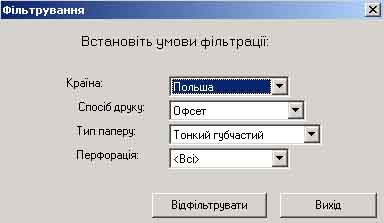 Фільтрування
Встановіть умови фільтрації:
Країна: Польша
Спосіб друку: Офсет
Тип паперу: Тонкий губчастий
Перфорація: <Всі>
Відфільтрувати Вихід